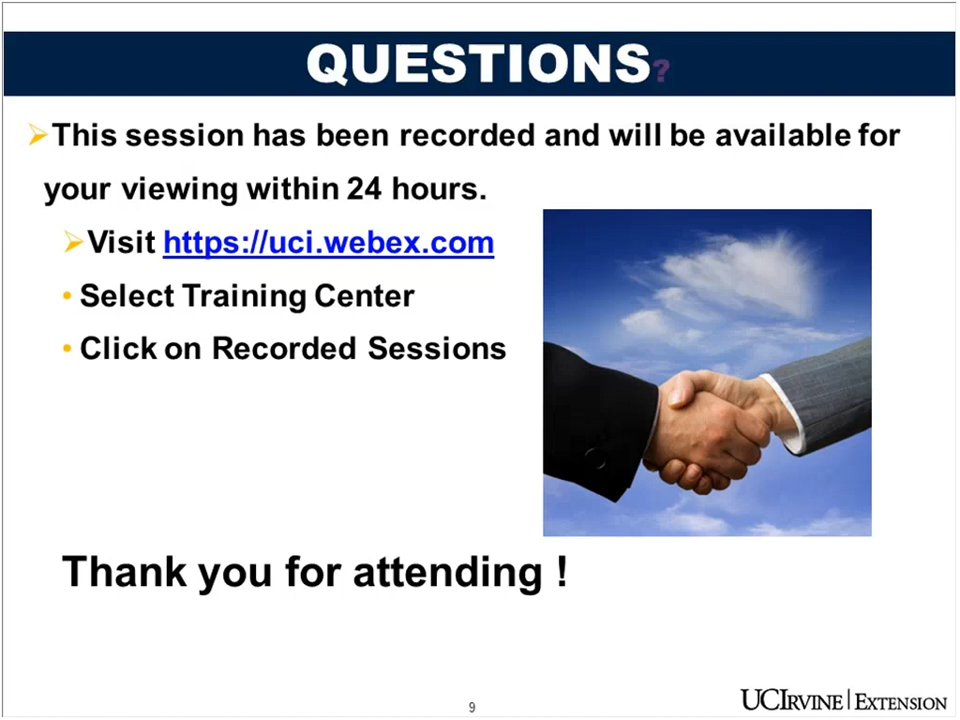 QUESTIONS?
This session has been recorded and will be available for
your viewing within 24 hours.
Visit https://uci.webex.com
• Select Training Center
• Click on Recorded Sessions
Thank you for attending !
9
UCIRVINE | EXTENSION